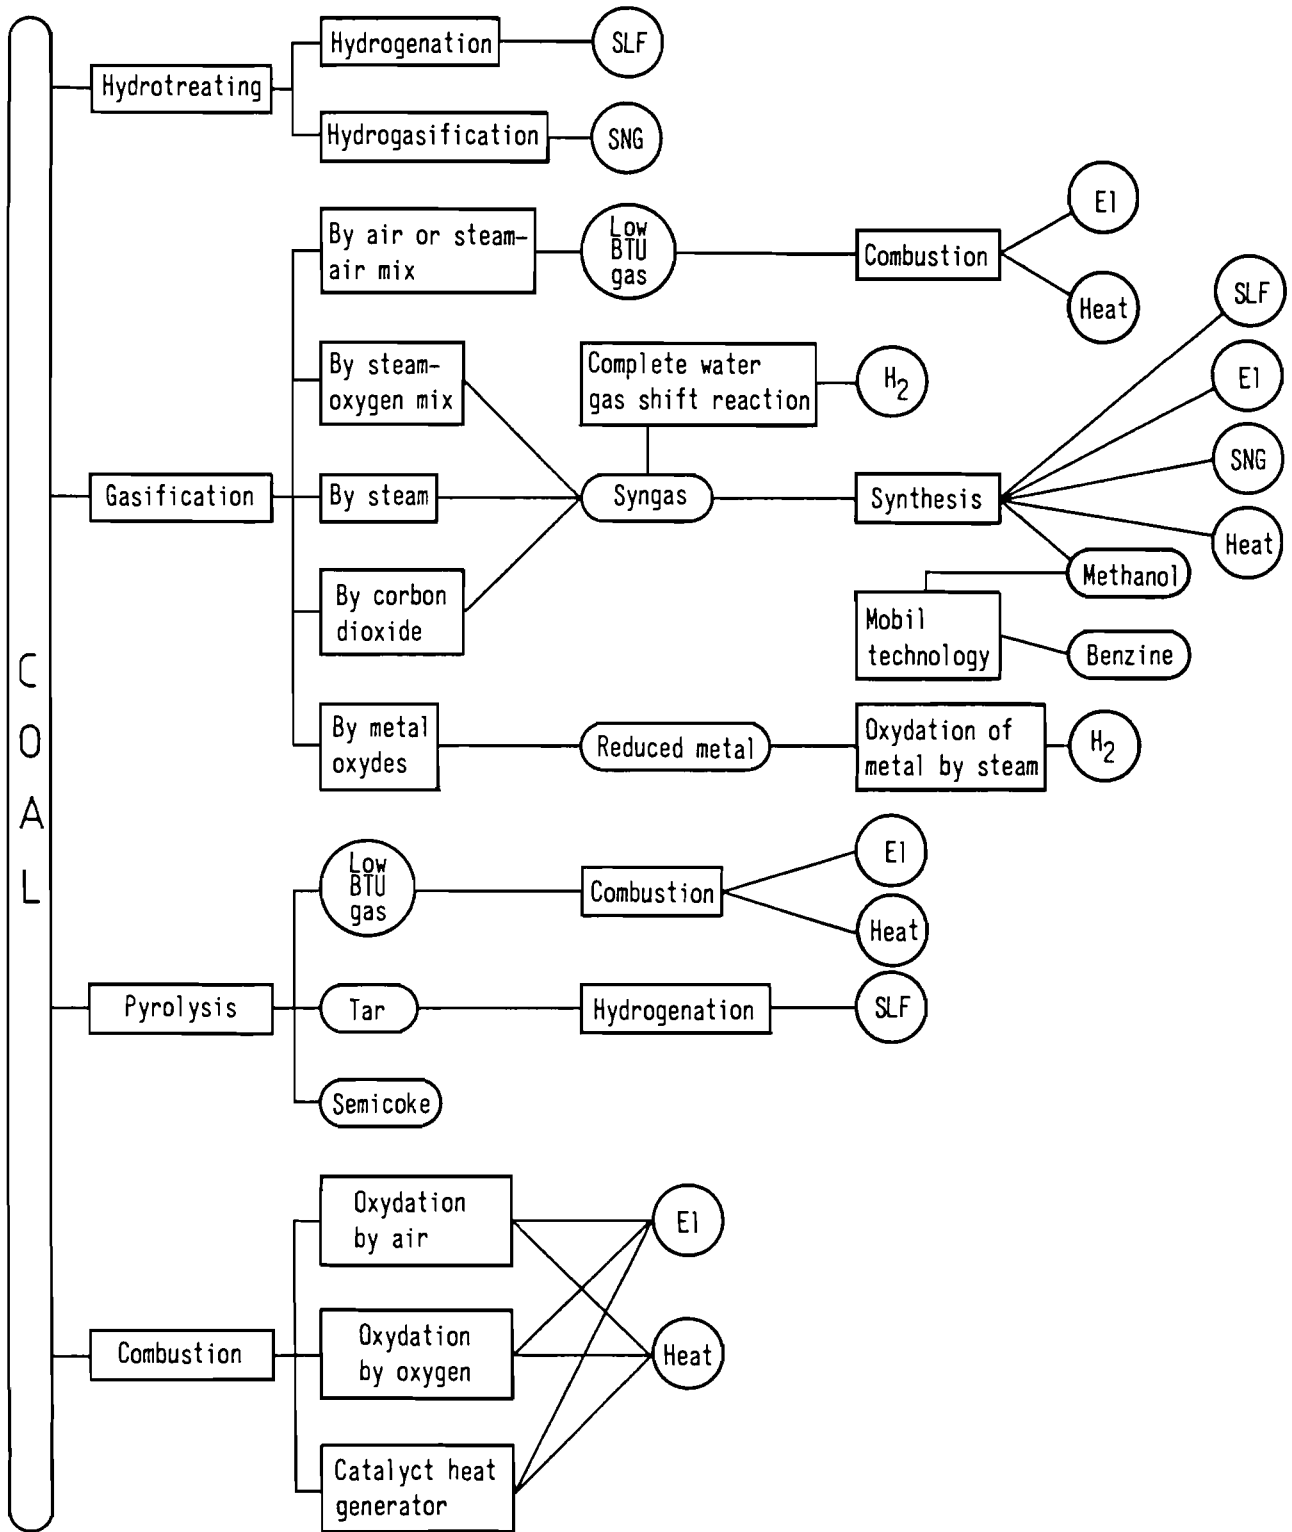 COAL
Hydrotreating
Hydrogenation
SLF
Hydrogasification
SNG
Gasification
By air or steam-
air mix
Low
BTU
gas
Combustion
El
Heat
By steam-
oxygen mix
Complete water
gas shift reaction
H2
By steam
Syngas
Synthesis
SLF
El
SNG
Heat
Methanol
By corbon
dioxide
Mobil
technology
Benzine
By metal
oxydes
Reduced metal
Oxydation of
metal by steam
H2
Pyrolysis
Low
BTU
gas
Combustion
El
Heat
Tar
Hydrogenation
SLF
Semicoke
Combustion
Oxydation
by air
El
Oxydation
by oxygen
Heat
Catalyct heat
generator